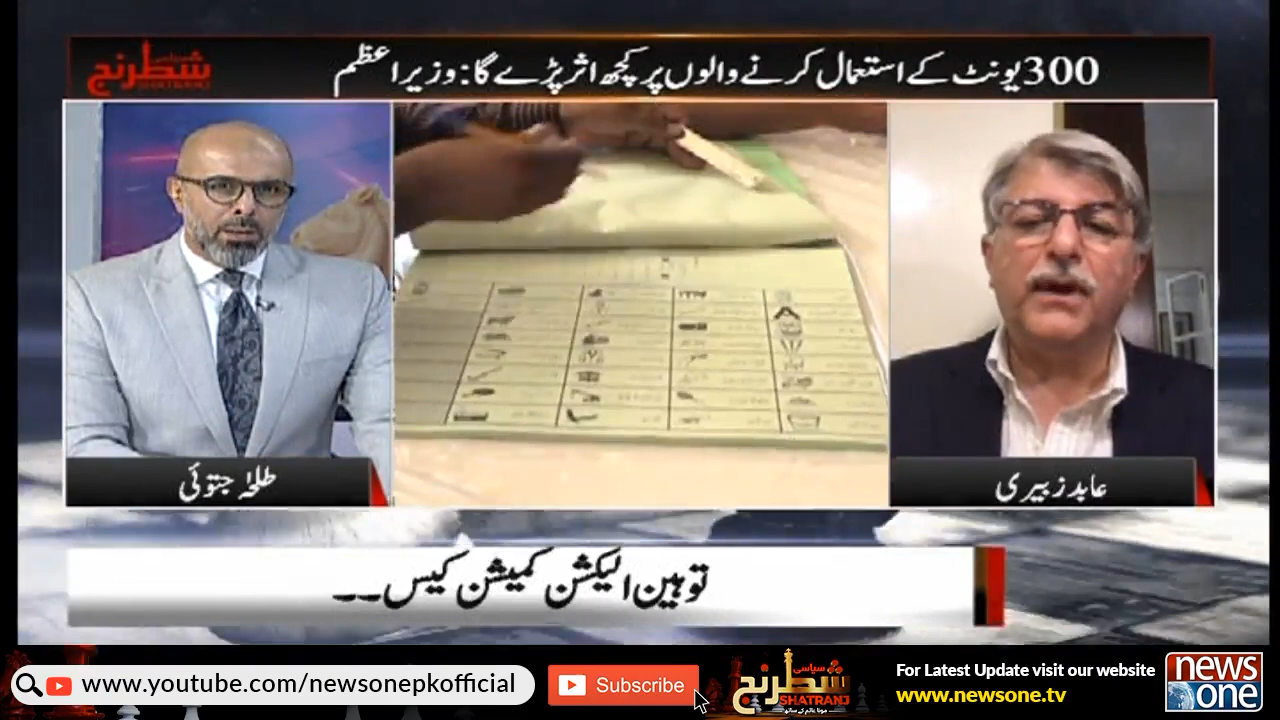 300 یونٹ کے استعمال کرنے والوں پر کچھ اثر پڑے گا: وزیراعظم
سیاسی
شطرنج
SHATRANJ
طلحہٰ جتوئی
عابد زبیری
توہین الیکشن کمیشن کیس۔۔
www.youtube.com/newsonepkofficial
Subscribe
سیاسی
شطرنج
SHATRANJ
For Latest Update visit our website
www.newsone.tv
news
one